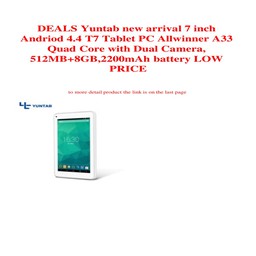 DEALS Yuntab new arrival 7 inch
Andriod 4.4 T7 Tablet PC Allwinner A33
Quad Core with Dual Camera,
512MB+8GB,2200mAh battery LOW
PRICE
to more detail product the link is on the last page
YUNTAB